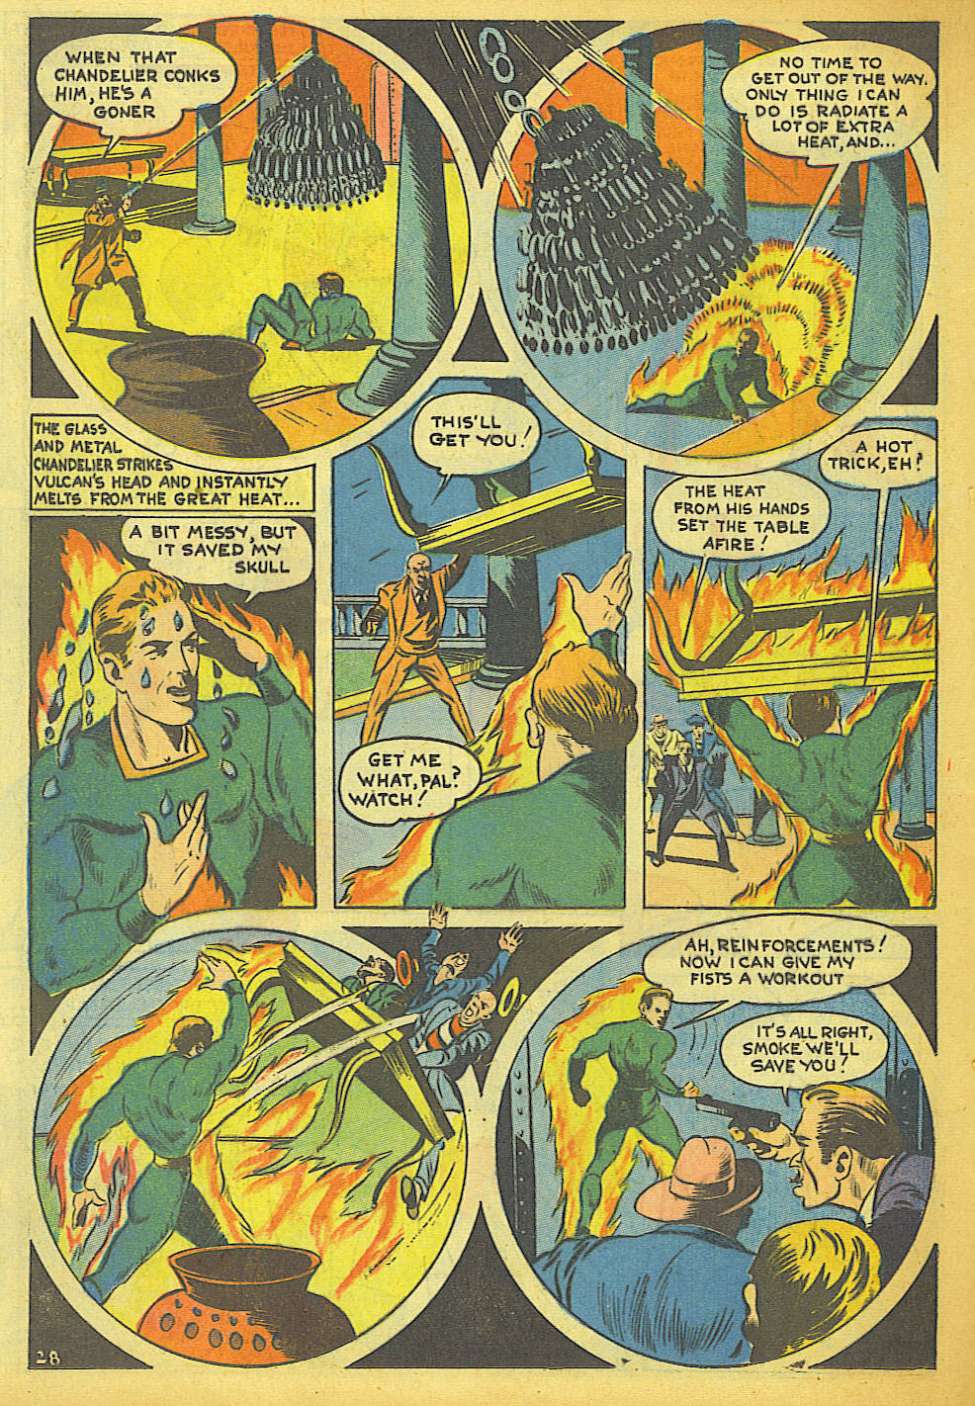 WHEN THAT
CHANDELIER CONKS
HIM, HE'S A
GONER
NO TIME TO
GET OUT OF THE WAY.
ONLY THING I CAN
DO IS RADIATE A
LOT OF EXTRA
HEAT, AND...
THE GLASS
AND METAL
CHANDELIER STRIKES
VULCAN'S HEAD AND INSTANTLY
MELTS FROM THE GREAT HEAT...
A BIT MESSY, BUT
IT SAVED MY
SKULL
THIS'LL
GET YOU!
GET ME
WHAT, PAL?
WATCH!
THE HEAT
FROM HIS HANDS
SET THE TABLE
AFIRE!
A HOT
TRICK, EH?
AH, REINFORCEMENTS!
NOW I CAN GIVE MY
FISTS A WORKOUT
IT'S ALL RIGHT,
SMOKE WE'LL
SAVE YOU!
28